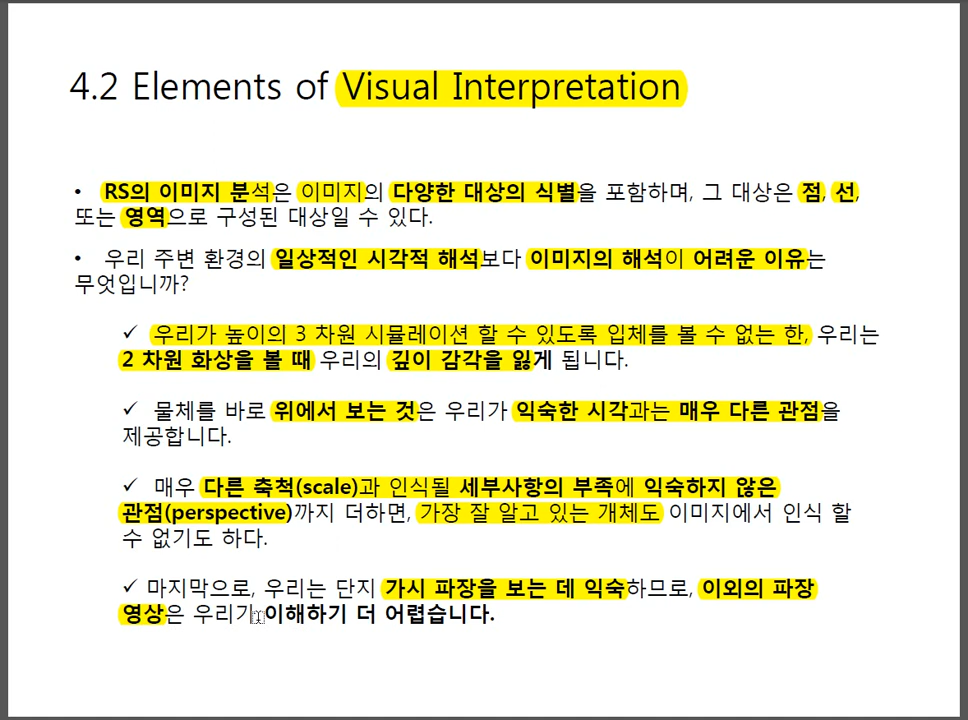 4.2 Elements of Visual Interpretation
• RS의 이미지 분석은 이미지의 다양한 대상의 식별을 포함하며, 그 대상은 점, 선,
또는 영역으로 구성된 대상일 수 있다.
• 우리 주변 환경의 일상적인 시각적 해석보다 이미지의 해석이 어려운 이유는
무엇입니까?
✓ 우리가 높이의 3 차원 시뮬레이션 할 수 있도록 입체를 볼 수 없는 한, 우리는
2 차원 화상을 볼 때 우리의 깊이 감각을 잃게 됩니다.
✓ 물체를 바로 위에서 보는 것은 우리가 익숙한 시각과는 매우 다른 관점을
제공합니다.
✓ 매우 다른 축척(scale)과 인식될 세부사항의 부족에 익숙하지 않은
관점(perspective)까지 더하면, 가장 잘 알고 있는 개체도 이미지에서 인식 할
수 없기도 하다.
✓ 마지막으로, 우리는 단지 가시 파장을 보는 데 익숙하므로, 이외의 파장
영상은 우리가 이해하기 더 어렵습니다.